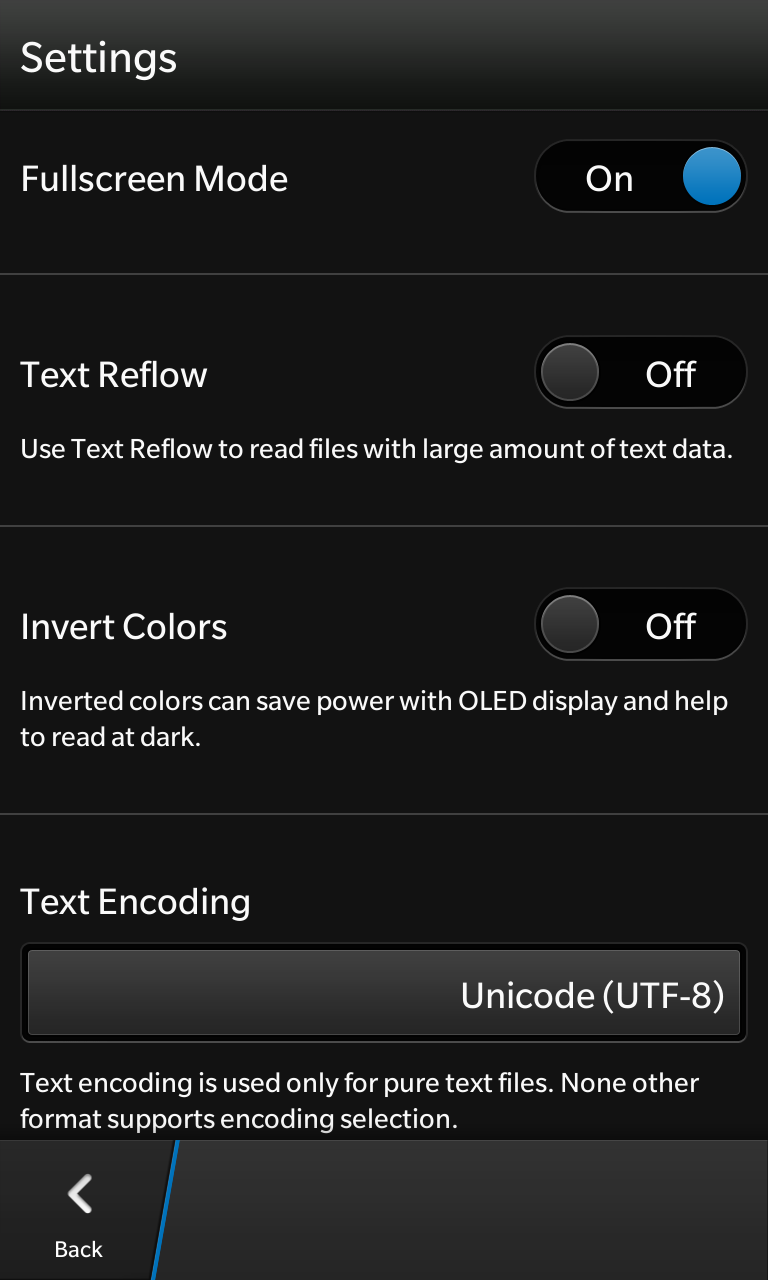 Settings
Fullscreen Mode On
Text Reflow Off
Use Text Reflow to read files with large amount of text data.
Invert Colors Off
Inverted colors can save power with OLED display and help
to read at dark.
Text Encoding
Unicode (UTF-8)
Text encoding is used only for pure text files. None other
format supports encoding selection.
Back